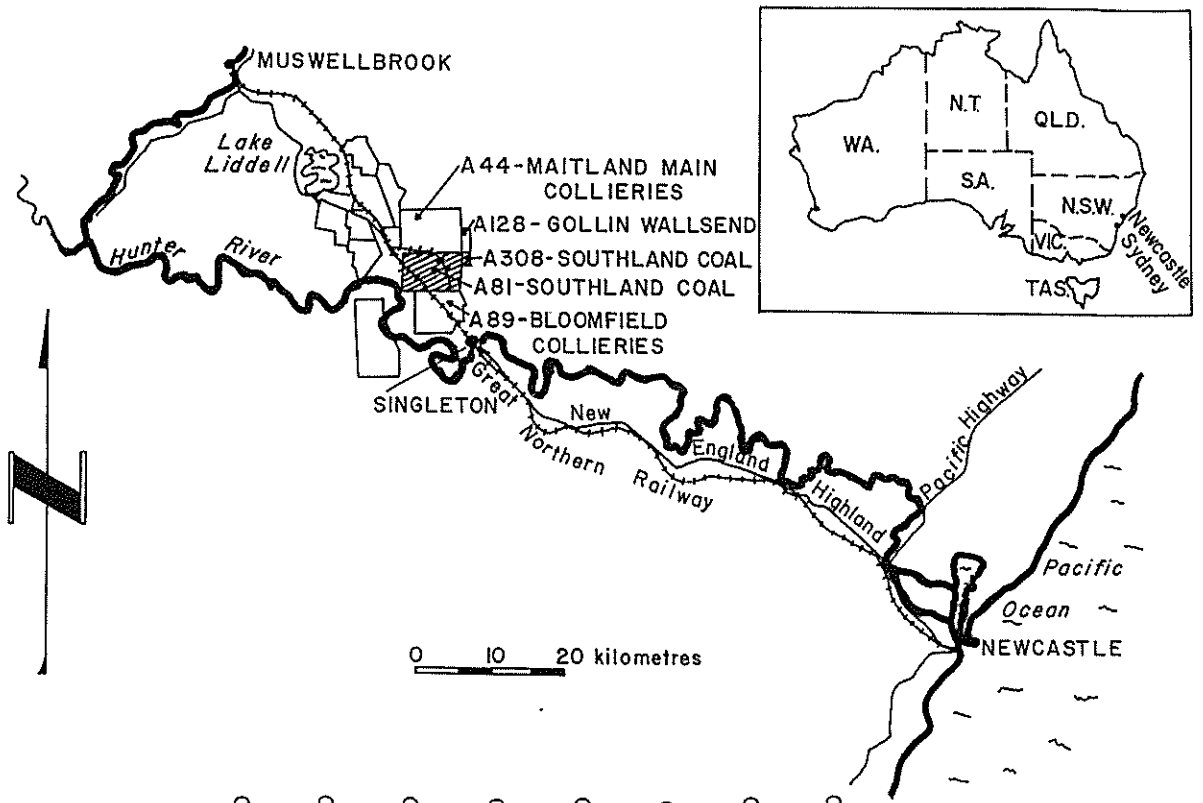 MUSWELLBROOK
Lake
Liddell
A44-MAITLAND MAIN
COLLIERIES
A128-GOLLIN WALLSEND
A308-SOUTHLAND COAL
A81-SOUTHLAND COAL
A89-BLOOMFIELD
COLLIERIES
Hunter River
SINGLETON
Great
Northern Railway
New
England
Highland
Pacific Highway
Pacific
Ocean
NEWCASTLE
0 10 20 kilometres
N
WA.
N.T.
QLD.
S.A.
N.S.W.
VIC.
TAS.
Newcastle
Sydney